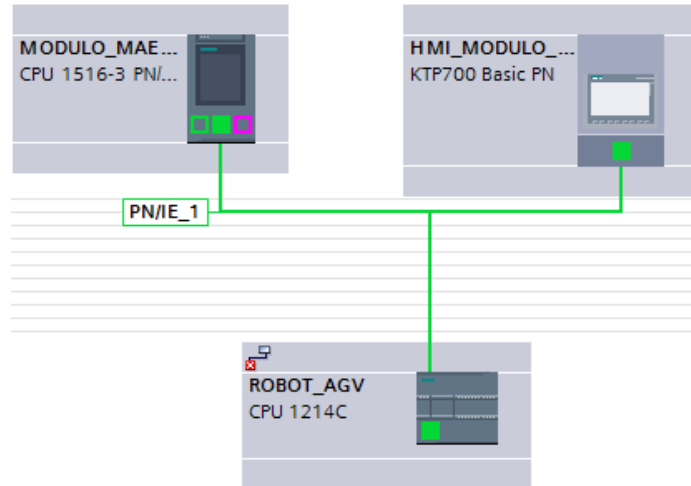 MODULO_MAE...
CPU 1516-3 PN/...
HMI_MODULO_...
KTP700 Basic PN
PN/IE_1
ROBOT_AGV
CPU 1214C